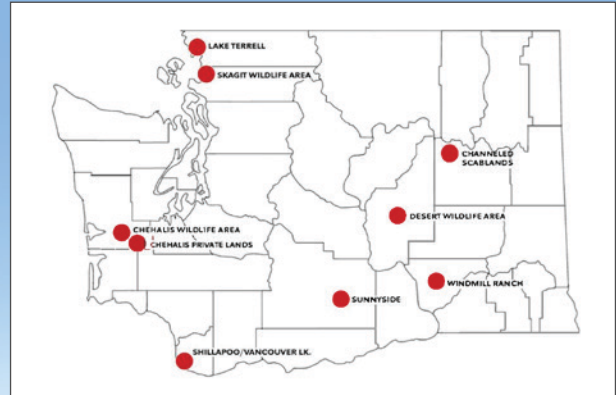 LAKE TERRELL
SKAGIT WILDLIFE AREA
CHANNELED
SCABLANDS
DESERT WILDLIFE AREA
CHEHALIS WILDLIFE AREA
CHEHALIS PRIVATE LANDS
WINDMILL RANCH
SUNNYSIDE
SHILLAPOO/VANCOUVER LK.